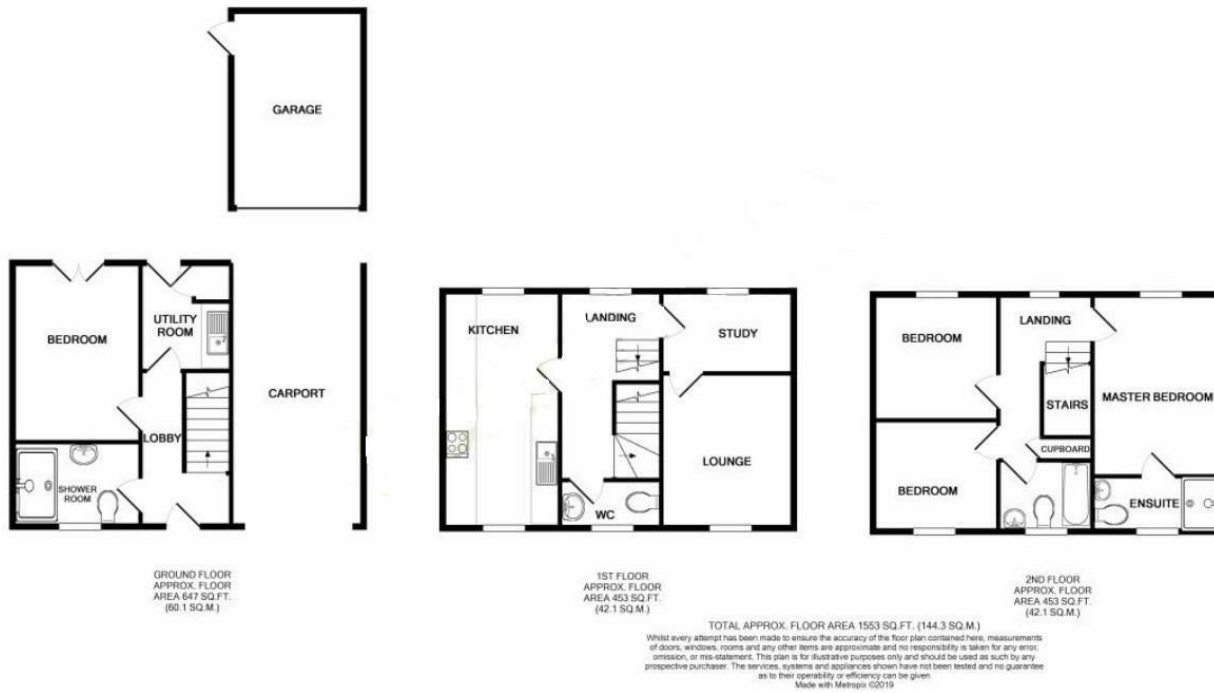 GARAGE
BEDROOM
UTILITY
ROOM
LOBBY
SHOWER
ROOM
CARPORT
GROUND FLOOR
APPROX. FLOOR
AREA 647 SQ.FT.
(60.1 SQ.M.)
KITCHEN
LANDING
STUDY
LOUNGE
WC
1ST FLOOR
APPROX. FLOOR
AREA 453 SQ.FT.
(42.1 SQ.M.)
BEDROOM
LANDING
STAIRS
MASTER BEDROOM
CUPBOARD
BEDROOM
ENSUITE
2ND FLOOR
APPROX. FLOOR
AREA 453 SQ.FT.
(42.1 SQ.M.)
TOTAL APPROX. FLOOR AREA 1553 SQ.FT. (144.3 SQ.M.)
Whilst every attempt has been made to ensure the accuracy of the floor plan contained here, measurements
of doors, windows, rooms and any other items are approximate and no responsibility is taken for any error,
omission, or mis-statement. This plan is for illustrative purposes only and should be used as such by any
prospective purchaser. The services, systems and appliances shown have not been tested and no guarantee
as to their operability or efficiency can be given
Made with Metropix ©2019